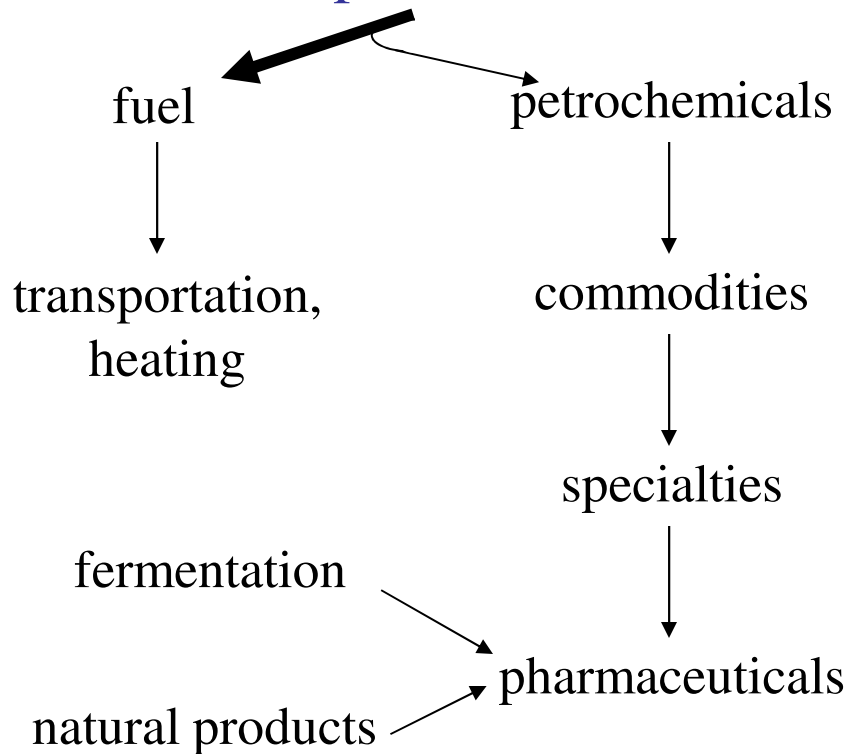 fuel
petrochemicals
transportation,
heating
commodities
specialties
fermentation
pharmaceuticals
natural products